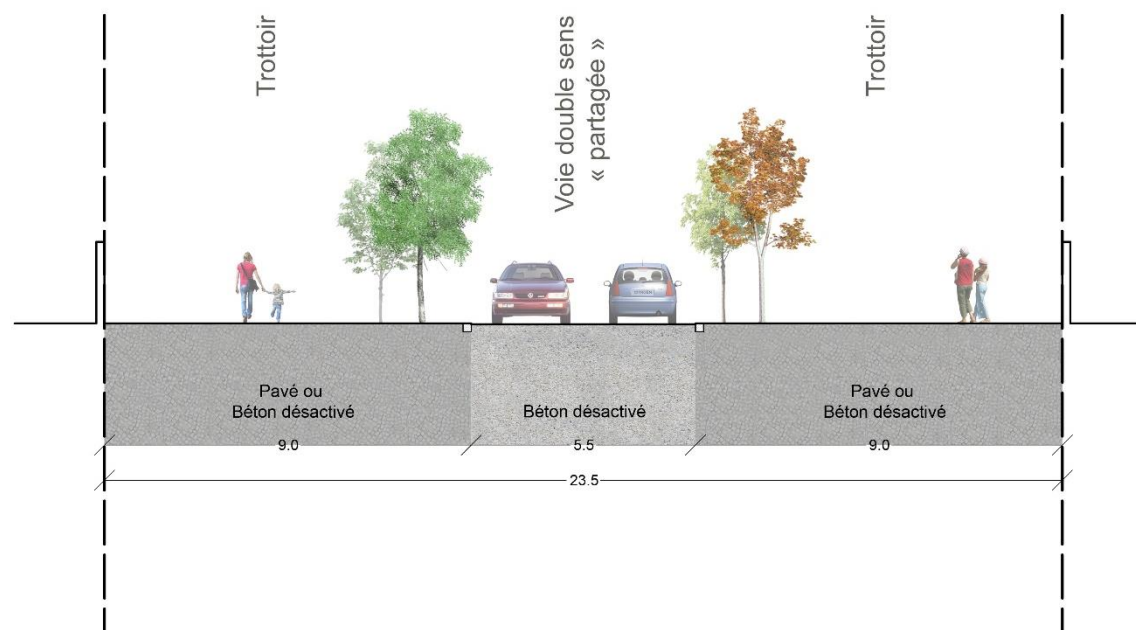 Trottoir
Voie double sens
« partagée »
Trottoir
Pavé ou
Béton désactivé
Béton désactivé
Pavé ou
Béton désactivé
9.0
5.5
9.0
23.5